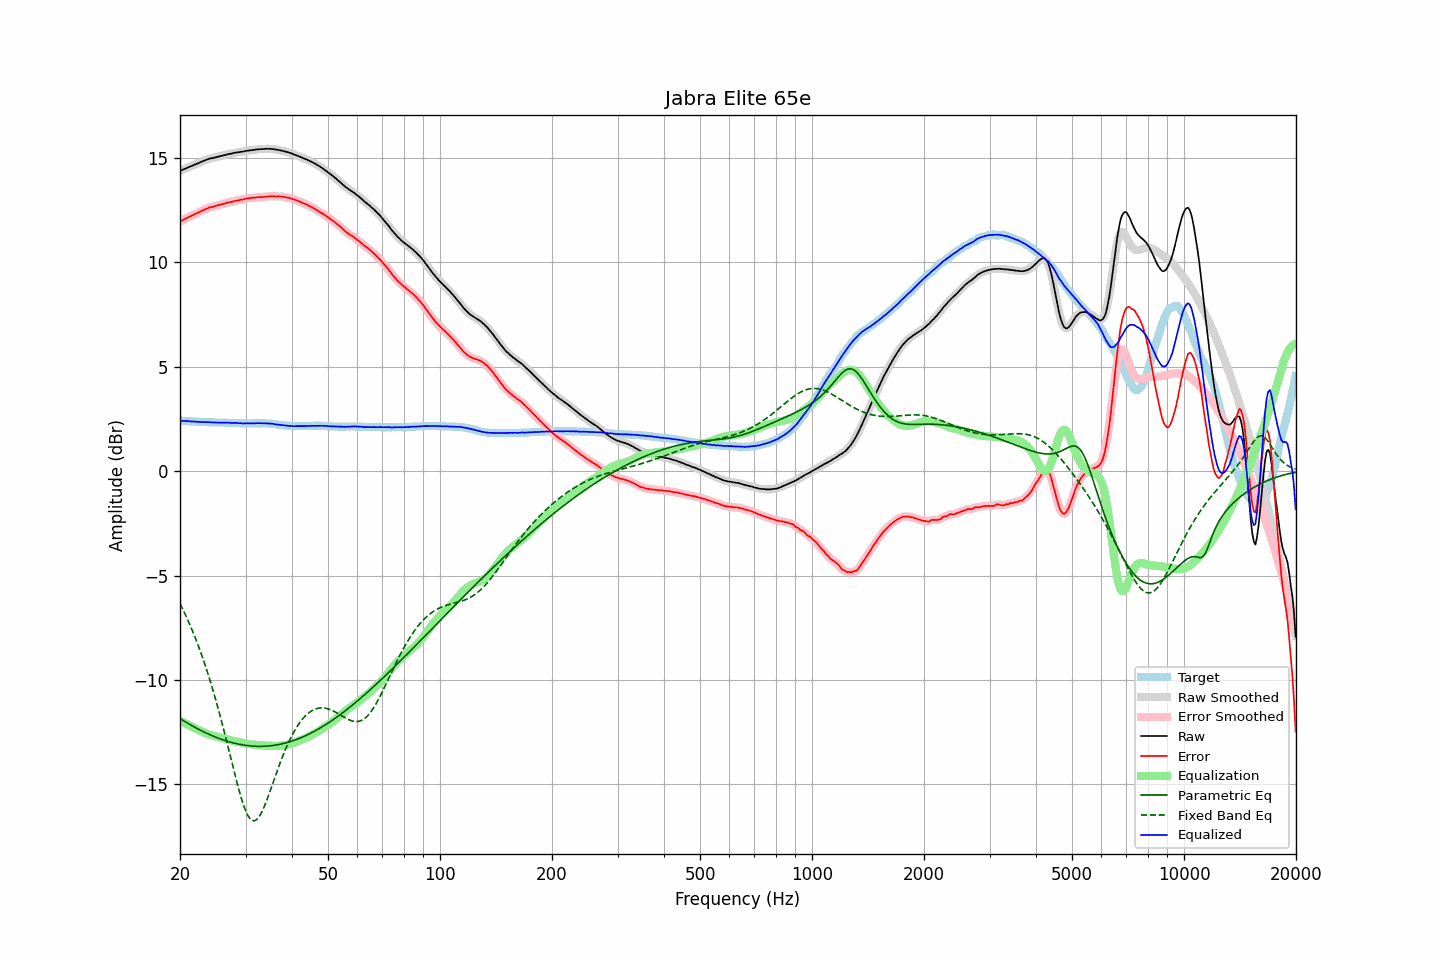 Jabra Elite 65e
Amplitude (dBr)
15
10
5
0
−5
−10
−15
20
50
100
200
500
1000
2000
5000
10000
20000
Frequency (Hz)
Target
Raw Smoothed
Error Smoothed
Raw
Error
Equalization
Parametric Eq
Fixed Band Eq
Equalized